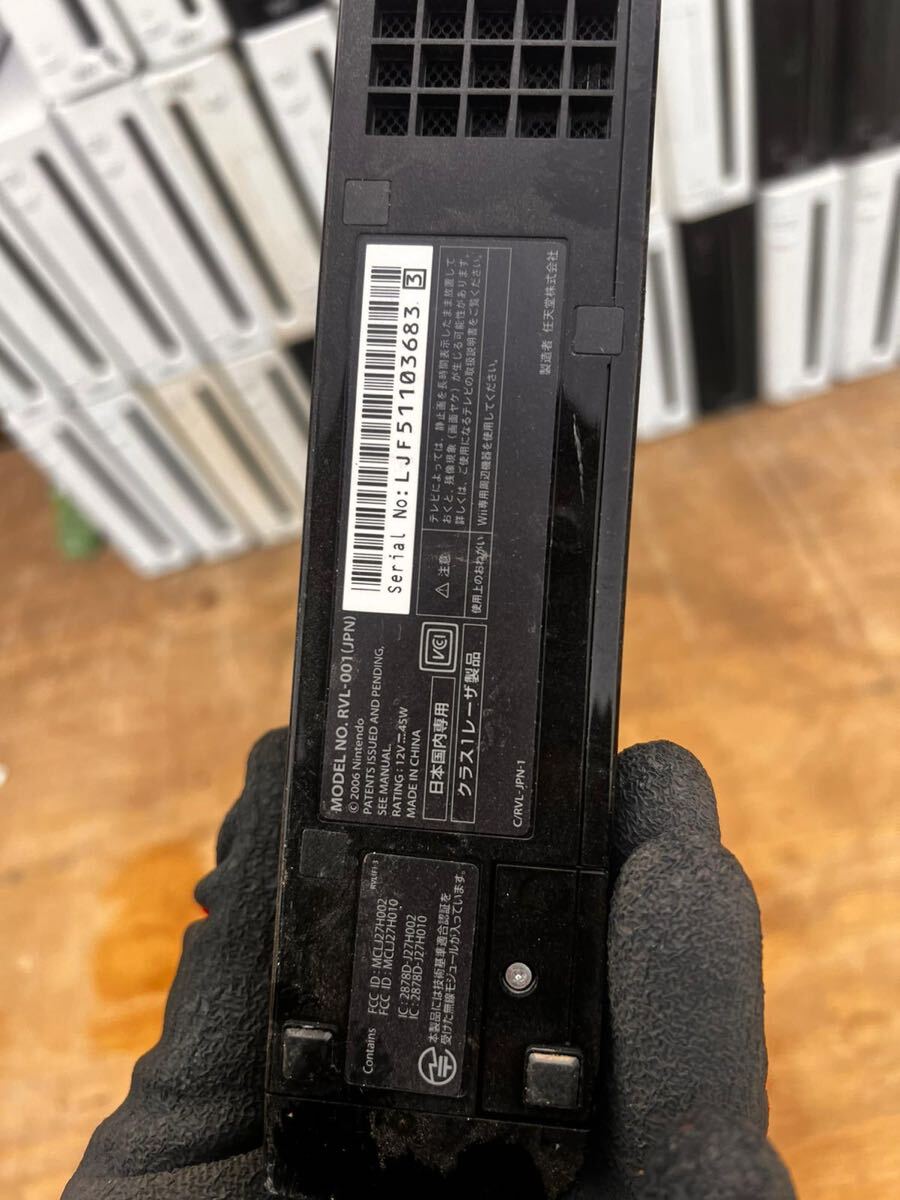 Serial No: LJF51103683 3
MODEL NO. RVL-001(JPN)
© 2006 Nintendo
PATENTS ISSUED AND PENDING,
SEE MANUAL.
RATING : 12V⎓45W
MADE IN CHINA
日本国内専用
VCI
クラス1レーザ製品
⚠ 注意
テレビによっては、静止画を長時間表示したまま放置して
おくと、残像現象(画面ヤケ)が生じる可能性があります。
詳しくは、ご使用になるテレビの取扱説明書をご覧ください。
使用上のおねがい
Wii専用周辺機器を使用してください。
製造者 任天堂株式会社
C/RVL-JPN-1
Contains
FCC ID : MCLJ27H002
FCC ID : MCLJ27H010
IC : 2878D-J27H002
IC : 2878D-J27H010
本製品には技術基準適合認証を
受けた無線モジュールが入っています。